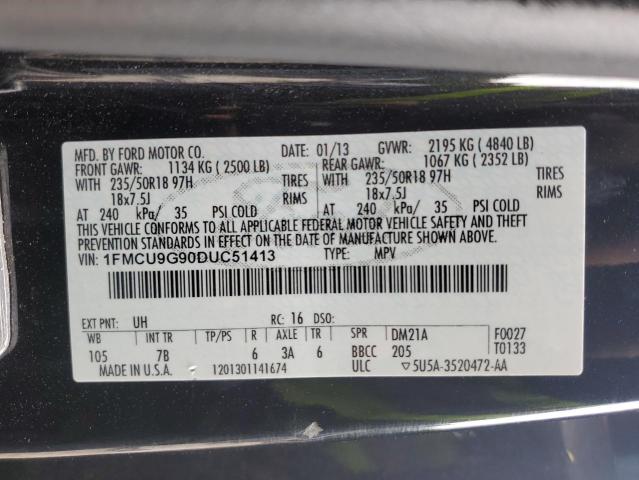 MFD. BY FORD MOTOR CO. DATE: 01/13 GVWR: 2195 KG ( 4840 LB)
FRONT GAWR: 1134 KG ( 2500 LB) REAR GAWR: 1067 KG ( 2352 LB)
WITH 235/50R18 97H TIRES WITH 235/50R18 97H TIRES
18x7.5J RIMS 18x7.5J RIMS
AT 240 kPa/ 35 PSI COLD AT 240 kPa/ 35 PSI COLD
THIS VEHICLE CONFORMS TO ALL APPLICABLE FEDERAL MOTOR VEHICLE SAFETY AND THEFT
PREVENTION STANDARDS IN EFFECT ON THE DATE OF MANUFACTURE SHOWN ABOVE.
VIN: 1FMCU9G90DUC51413 TYPE: MPV
EXT PNT: UH RC: 16 DSO:
WB INT TR TP/PS R AXLE TR SPR DM21A F0027
105 7B 6 3A 6 BBCC 205 T0133
MADE IN U.S.A. 1201301141674 ULC ▽5U5A-3520472-AA